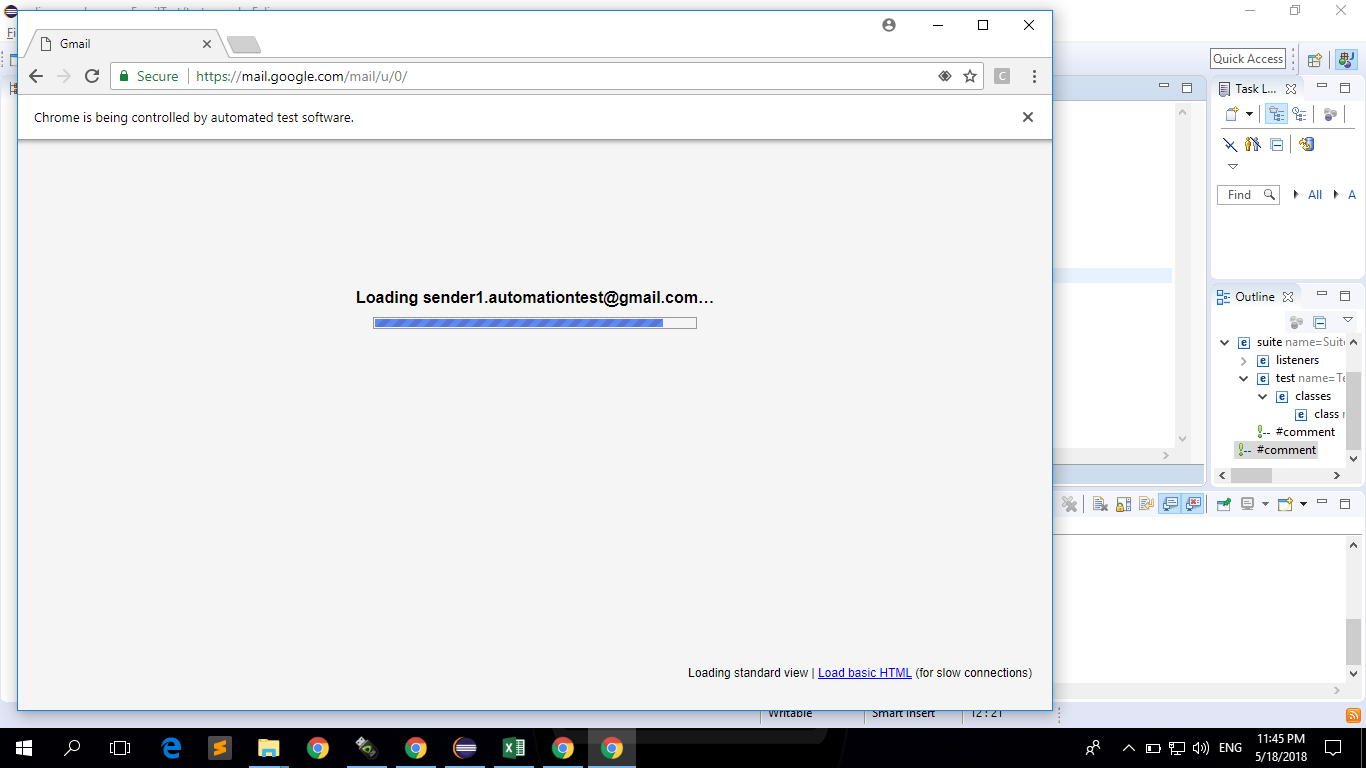 Gmail
Secure
https://mail.google.com/mail/u/0/
C
Chrome is being controlled by automated test software.
Loading sender1.automationtest@gmail.com…
Loading standard view | Load basic HTML (for slow connections)
Quick Access
Task L...
Find
All
A
Outline
suite name=Suit
listeners
test name=Te
classes
class
#comment
#comment
Writable
Smart Insert
12 : 21
ENG
11:45 PM
5/18/2018